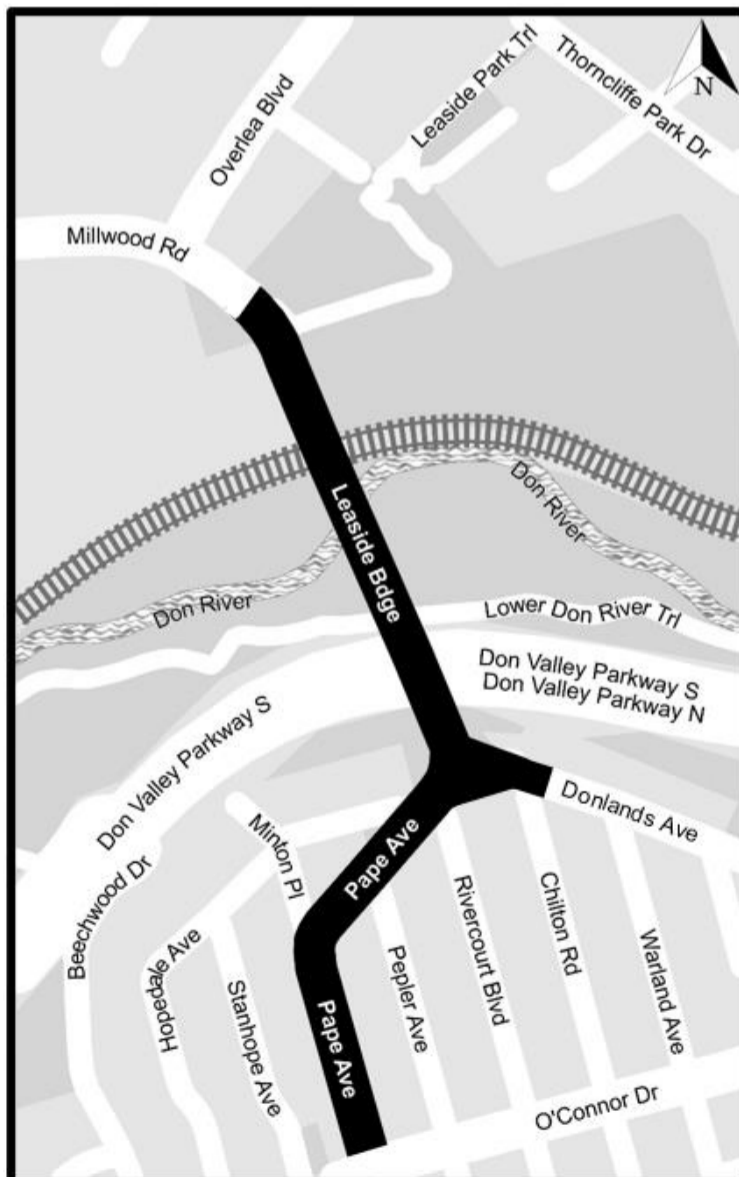 Leaside Park Trl
Thorncliffe Park Dr
N
Overlea Blvd
Millwood Rd
Don River
Leaside Bdge
Don River
Lower Don River Trl
Don Valley Parkway S
Don Valley Parkway N
Don Valley Parkway S
Donlands Ave
Minton Pl
Pape Ave
Beechwood Dr
Hopedale Ave
Stanhope Ave
Pape Ave
Pepler Ave
Rivercourt Blvd
Chilton Rd
Warland Ave
O'Connor Dr